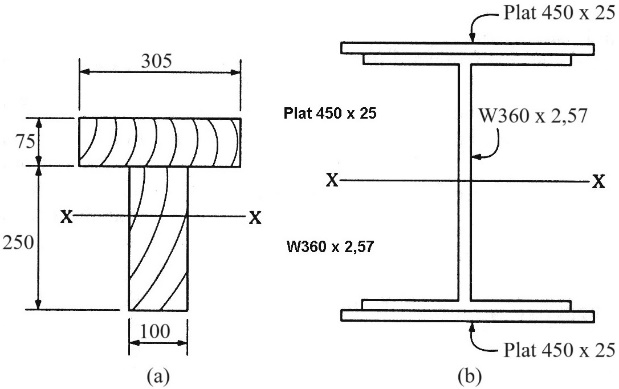 305
75
250
X X
100
(a)
Plat 450 x 25
Plat 450 x 25
W360 x 2,57
X X
W360 x 2,57
Plat 450 x 25
(b)